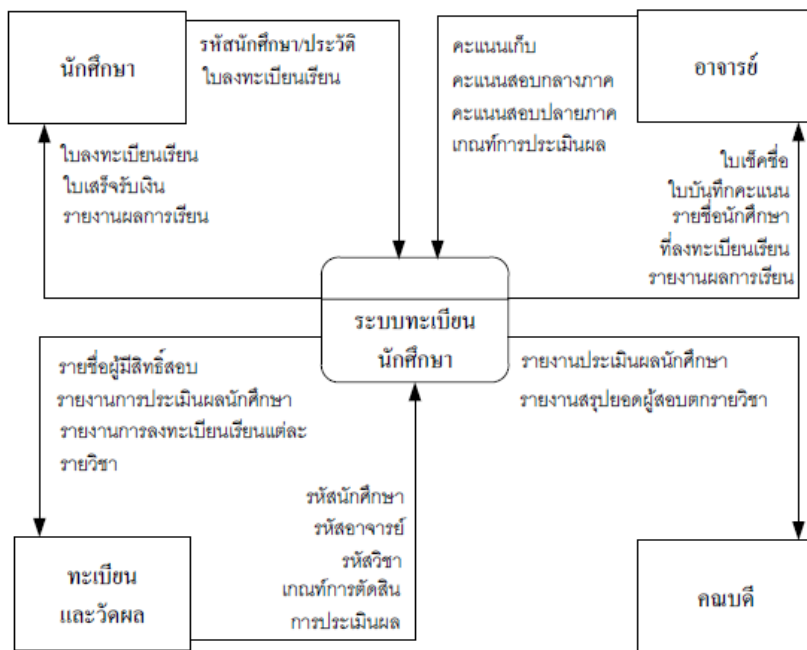 นักศึกษา
รหัสนักศึกษา/ประวัติ
ใบลงทะเบียนเรียน
คะแนนเก็บ
คะแนนสอบกลางภาค
คะแนนสอบปลายภาค
เกณฑ์การประเมินผล
อาจารย์
ใบลงทะเบียนเรียน
ใบเสร็จรับเงิน
รายงานผลการเรียน
ใบเช็คชื่อ
ใบบันทึกคะแนน
รายชื่อนักศึกษา
ที่ลงทะเบียนเรียน
รายงานผลการเรียน
ระบบทะเบียน
นักศึกษา
รายชื่อผู้มีสิทธิ์สอบ
รายงานการประเมินผลนักศึกษา
รายงานการลงทะเบียนเรียนแต่ละ
รายวิชา
รายงานประเมินผลนักศึกษา
รายงานสรุปยอดผู้สอบตกรายวิชา
รหัสนักศึกษา
รหัสอาจารย์
รหัสวิชา
เกณฑ์การตัดสิน
การประเมินผล
ทะเบียน
และวัดผล
คณบดี